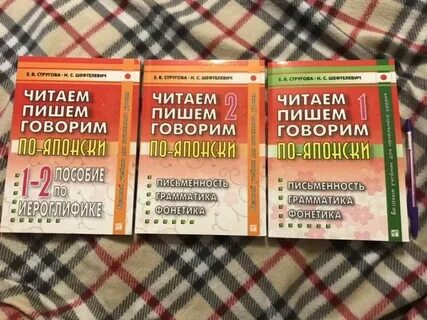 Е. В. СТРУГОВА · Н. С. ШЕФТЕЛЕВИЧ
ЧИТАЕМ
ПИШЕМ
ГОВОРИМ
ПО-ЯПОНСКИ
1-2 ПОСОБИЕ
ПО
ИЕРОГЛИФИКЕ
Е. В. СТРУГОВА · Н. С. ШЕФТЕЛЕВИЧ
ЧИТАЕМ 2
ПИШЕМ
ГОВОРИМ
ПО-ЯПОНСКИ
ПИСЬМЕННОСТЬ
ГРАММАТИКА
ФОНЕТИКА
Е. В. СТРУГОВА · Н. С. ШЕФТЕЛЕВИЧ
ЧИТАЕМ 1
ПИШЕМ
ГОВОРИМ
ПО-ЯПОНСКИ
ПИСЬМЕННОСТЬ
ГРАММАТИКА
ФОНЕТИКА